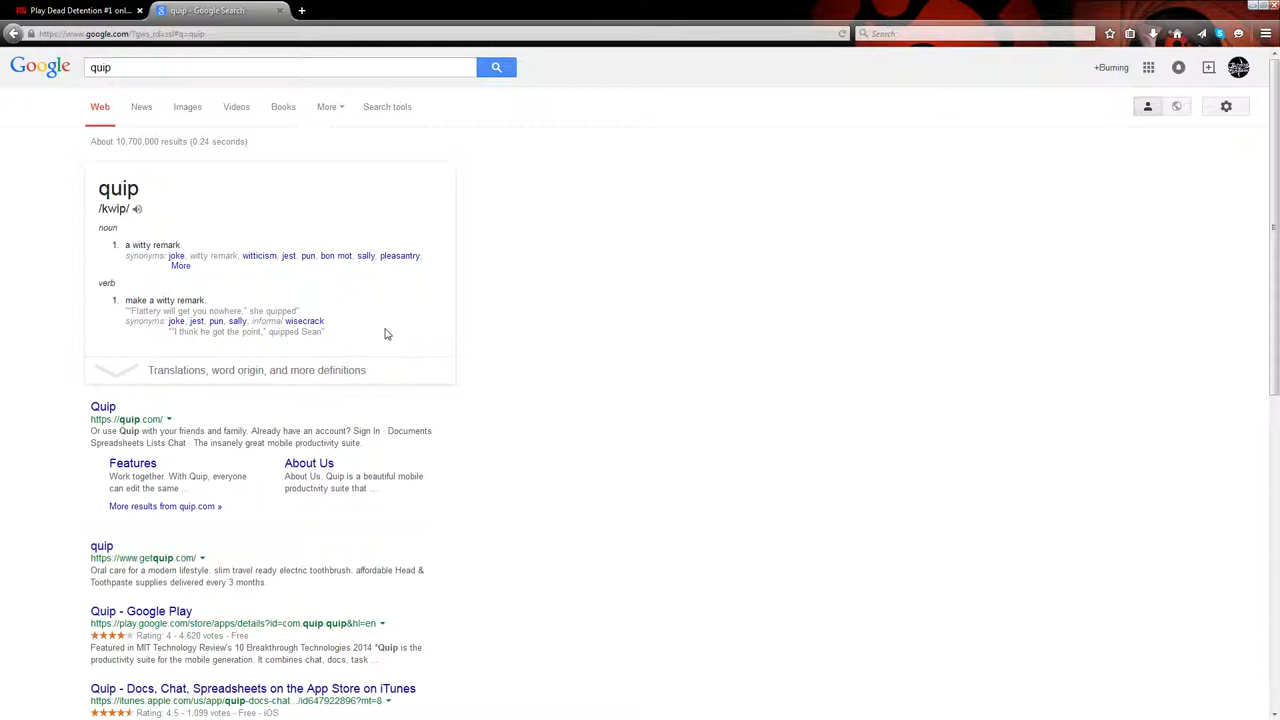 Play Dead Detention #1 onl... × quip - Google Search × +
https://www.google.com/?gws_rd=ssl#q=quip Search
Google quip +Burning
Web News Images Videos Books More Search tools
About 10,700,000 results (0.24 seconds)
quip
/kwip/
noun
1. a witty remark.
synonyms: joke, witty remark, witticism, jest, pun, bon mot, sally, pleasantry;
More
verb
1. make a witty remark.
""Flattery will get you nowhere," she quipped"
synonyms: joke, jest, pun, sally, informal wisecrack
""I think he got the point," quipped Sean"
Translations, word origin, and more definitions
Quip
https://quip.com/
Or use Quip with your friends and family. Already have an account? Sign In · Documents
Spreadsheets Lists Chat · The insanely great mobile productivity suite.
Features About Us
Work together. With Quip, everyone About Us. Quip is a beautiful mobile
can edit the same ... productivity suite that ....
More results from quip.com »
quip
https://www.getquip.com/
Oral care for a modern lifestyle. slim travel ready electric toothbrush. affordable Head &
Toothpaste supplies delivered every 3 months.
Quip - Google Play
https://play.google.com/store/apps/details?id=com.quip.quip&hl=en
Rating: 4 - 4,620 votes - Free
Featured in MIT Technology Review's 10 Breakthrough Technologies 2014 "Quip is the
productivity suite for the mobile generation. It combines chat, docs, task ...
Quip - Docs, Chat, Spreadsheets on the App Store on iTunes
https://itunes.apple.com/us/app/quip-docs-chat.../id647922896?mt=8
Rating: 4.5 - 1,099 votes - Free - iOS